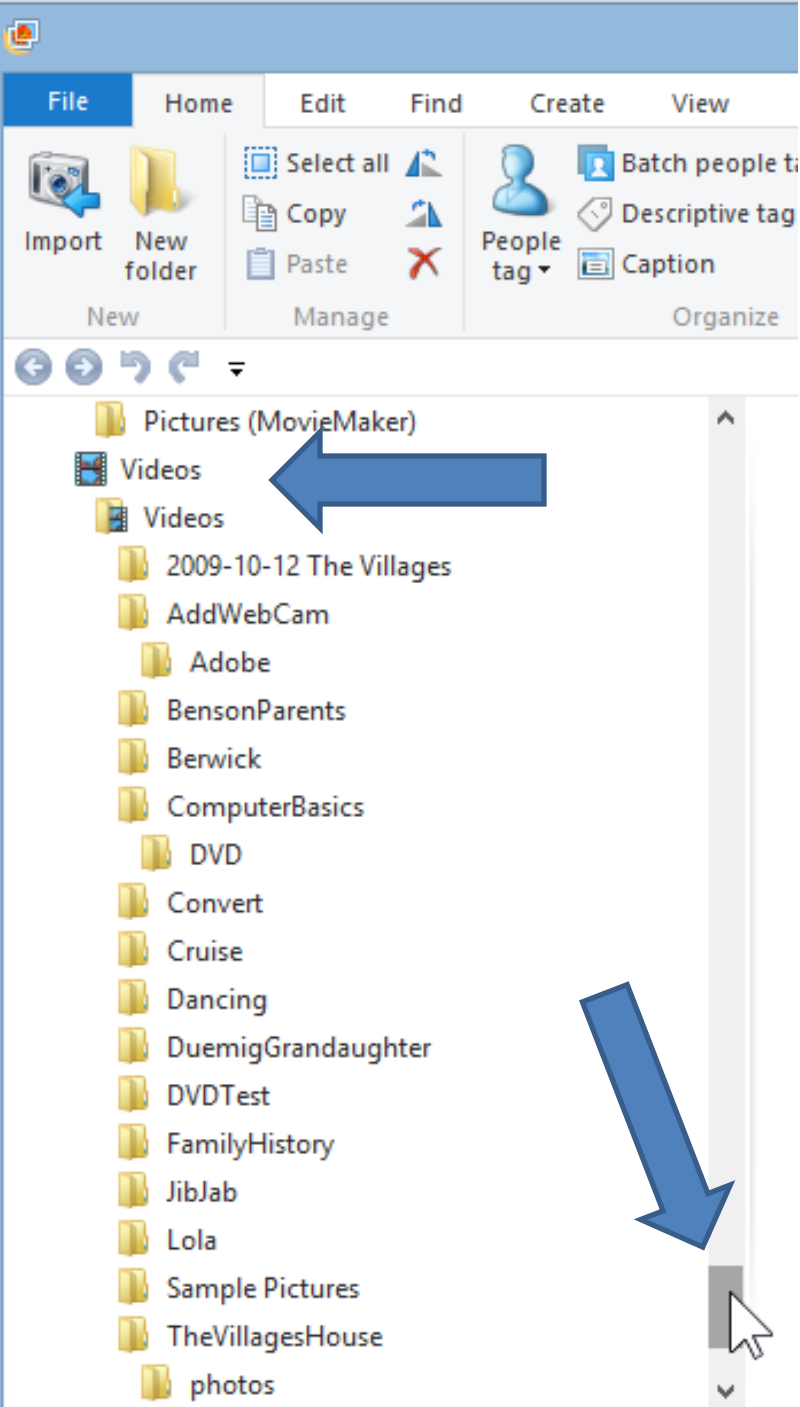 File Home Edit Find Create View
Import
New
folder
Select all
Copy
Paste
People
tag
Batch people ta
Descriptive tag
Caption
New Manage Organize
Pictures (MovieMaker)
Videos
Videos
2009-10-12 The Villages
AddWebCam
Adobe
BensonParents
Berwick
ComputerBasics
DVD
Convert
Cruise
Dancing
DuemigGrandaughter
DVDTest
FamilyHistory
JibJab
Lola
Sample Pictures
TheVillagesHouse
photos